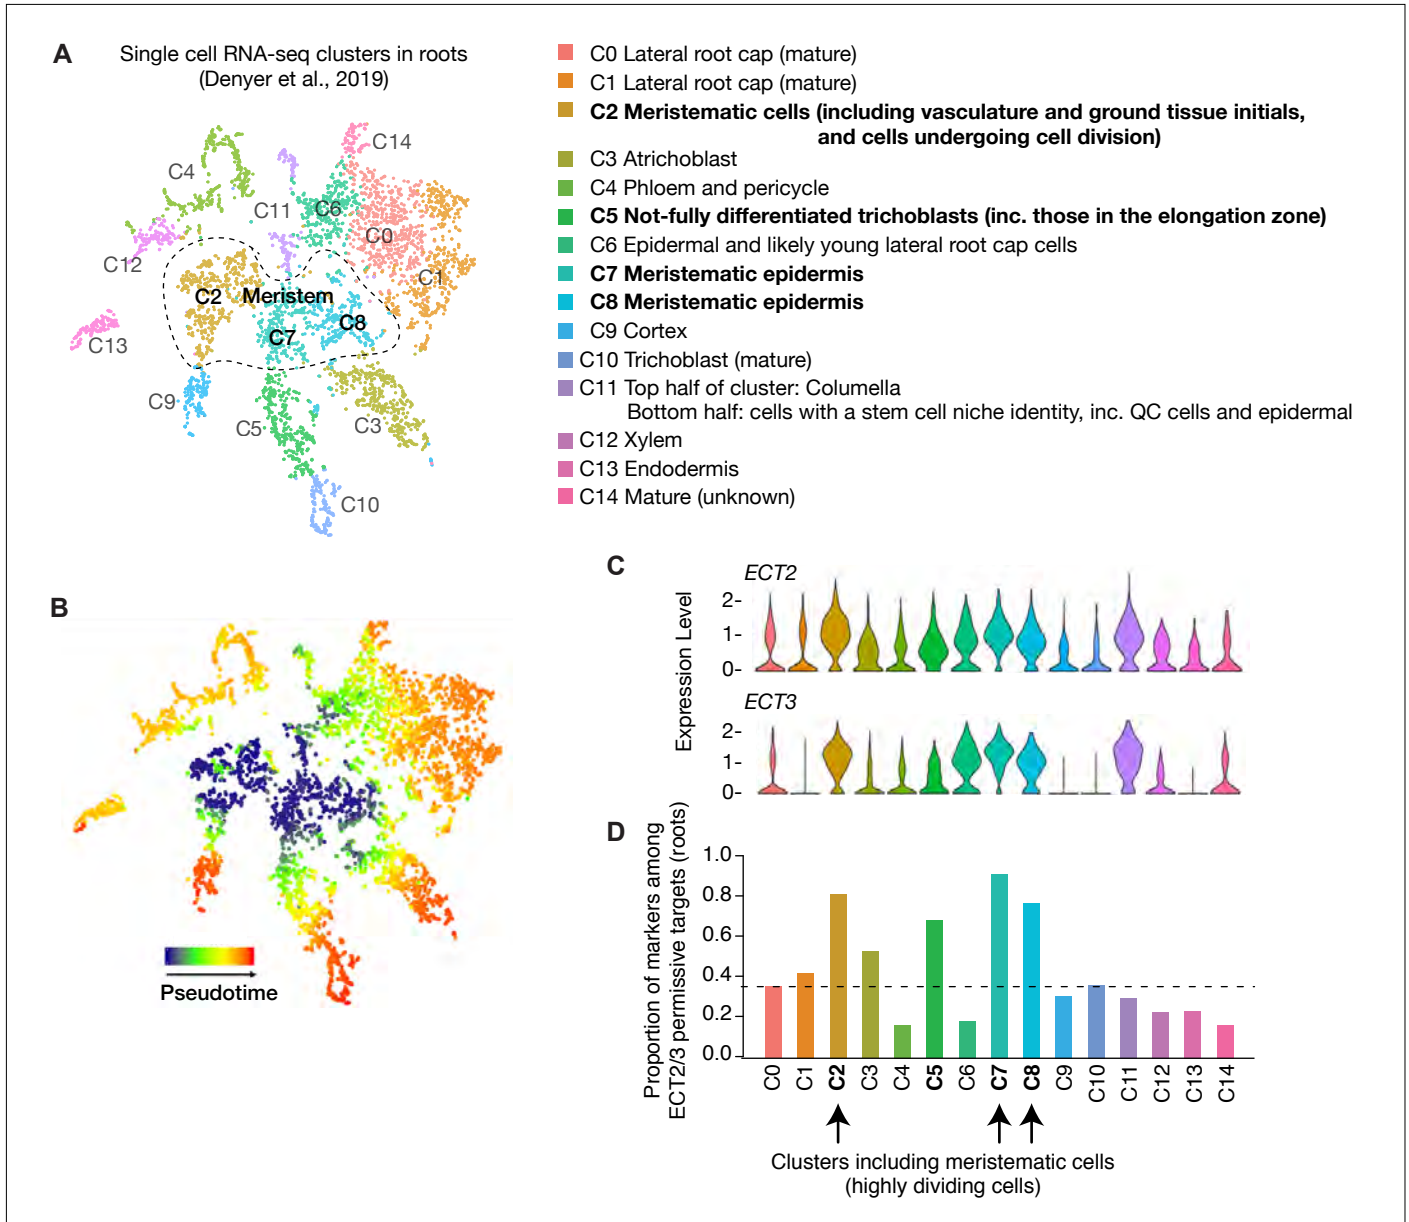 A
Single cell RNA-seq clusters in roots
(Denyer et al., 2019)
C14
C4
C11
C6
C0
C12
C1
C2
Meristem
C8
C7
C13
C9
C5
C3
C10
C0 Lateral root cap (mature)
C1 Lateral root cap (mature)
C2 Meristematic cells (including vasculature and ground tissue initials,
and cells undergoing cell division)
C3 Atrichoblast
C4 Phloem and pericycle
C5 Not-fully differentiated trichoblasts (inc. those in the elongation zone)
C6 Epidermal and likely young lateral root cap cells
C7 Meristematic epidermis
C8 Meristematic epidermis
C9 Cortex
C10 Trichoblast (mature)
C11 Top half of cluster: Columella
Bottom half: cells with a stem cell niche identity, inc. QC cells and epidermal
C12 Xylem
C13 Endodermis
C14 Mature (unknown)
B
Pseudotime
C
ECT2
2-
1-
0-
Expression Level
ECT3
2-
1-
0-
D
Proportion of markers among
ECT2/3 permissive targets (roots)
1.0
0.8
0.6
0.4
0.2
0.0
C0
C1
C2
C3
C4
C5
C6
C7
C8
C9
C10
C11
C12
C13
C14
Clusters including meristematic cells
(highly dividing cells)